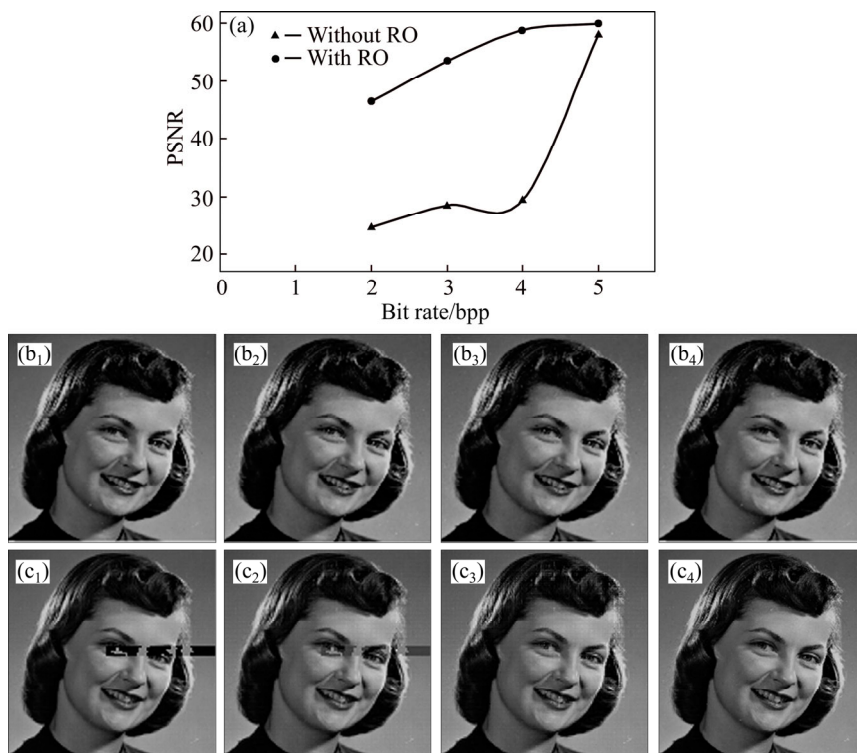 (a)
▲ — Without RO
● — With RO
60
50
40
30
20
PSNR
0 1 2 3 4 5
Bit rate/bpp
(b₁) (b₂) (b₃) (b₄)
(c₁) (c₂) (c₃) (c₄)